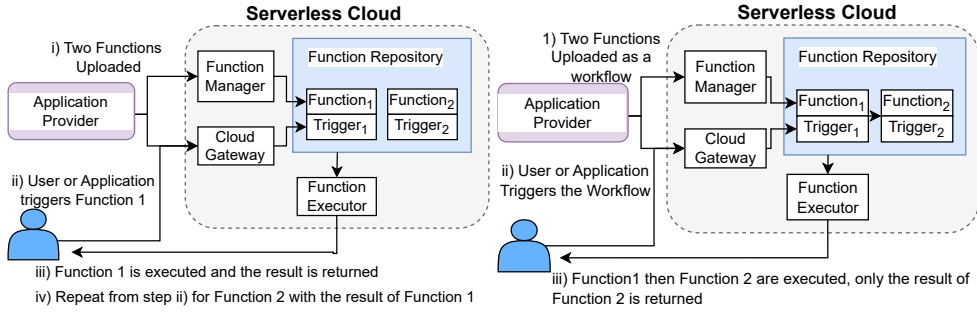 Serverless Cloud
i) Two Functions
Uploaded
Application
Provider
Function
Manager
Cloud
Gateway
Function Repository
Function1
Trigger1
Function2
Trigger2
ii) User or Application
triggers Function 1
Function
Executor
iii) Function 1 is executed and the result is returned
iv) Repeat from step ii) for Function 2 with the result of Function 1
Serverless Cloud
1) Two Functions
Uploaded as a
workflow
Application
Provider
Function
Manager
Cloud
Gateway
Function Repository
Function1
Trigger1
Function2
Trigger2
ii) User or Application
Triggers the Workflow
Function
Executor
iii) Function1 then Function 2 are executed, only the result of
Function 2 is returned